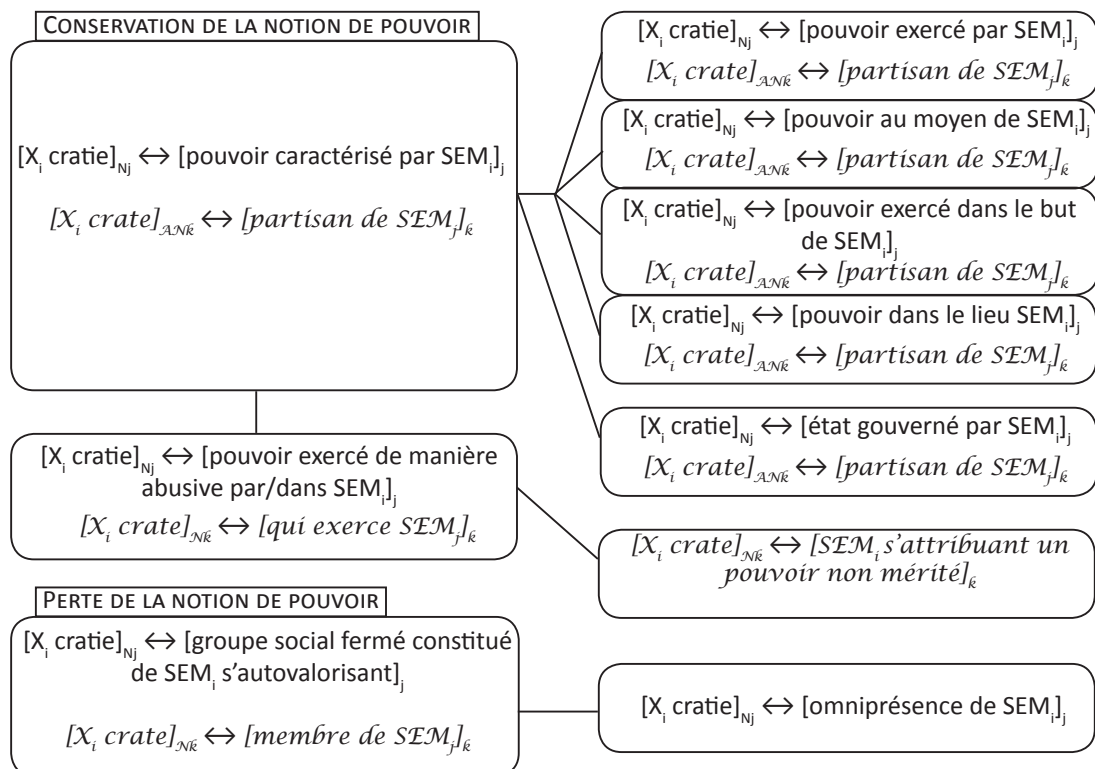 CONSERVATION DE LA NOTION DE POUVOIR
[Xᵢ cratie]Nj ↔ [pouvoir caractérisé par SEMᵢ]ⱼ
[Xᵢ crate]ANk ↔ [partisan de SEMⱼ]ₖ
[Xᵢ cratie]Nj ↔ [pouvoir exercé par SEMᵢ]ⱼ
[Xᵢ crate]ANk ↔ [partisan de SEMⱼ]ₖ
[Xᵢ cratie]Nj ↔ [pouvoir au moyen de SEMᵢ]ⱼ
[Xᵢ crate]ANk ↔ [partisan de SEMⱼ]ₖ
[Xᵢ cratie]Nj ↔ [pouvoir exercé dans le but
de SEMᵢ]ⱼ
[Xᵢ crate]ANk ↔ [partisan de SEMⱼ]ₖ
[Xᵢ cratie]Nj ↔ [pouvoir dans le lieu SEMᵢ]ⱼ
[Xᵢ crate]ANk ↔ [partisan de SEMⱼ]ₖ
[Xᵢ cratie]Nj ↔ [état gouverné par SEMᵢ]ⱼ
[Xᵢ crate]ANk ↔ [partisan de SEMⱼ]ₖ
[Xᵢ cratie]Nj ↔ [pouvoir exercé de manière
abusive par/dans SEMᵢ]ⱼ
[Xᵢ crate]Nk ↔ [qui exerce SEMⱼ]ₖ
[Xᵢ crate]Nk ↔ [SEMᵢ s'attribuant un
pouvoir non mérité]ₖ
PERTE DE LA NOTION DE POUVOIR
[Xᵢ cratie]Nj ↔ [groupe social fermé constitué
de SEMᵢ s'autovalorisant]ⱼ
[Xᵢ crate]Nk ↔ [membre de SEMⱼ]ₖ
[Xᵢ cratie]Nj ↔ [omniprésence de SEMᵢ]ⱼ